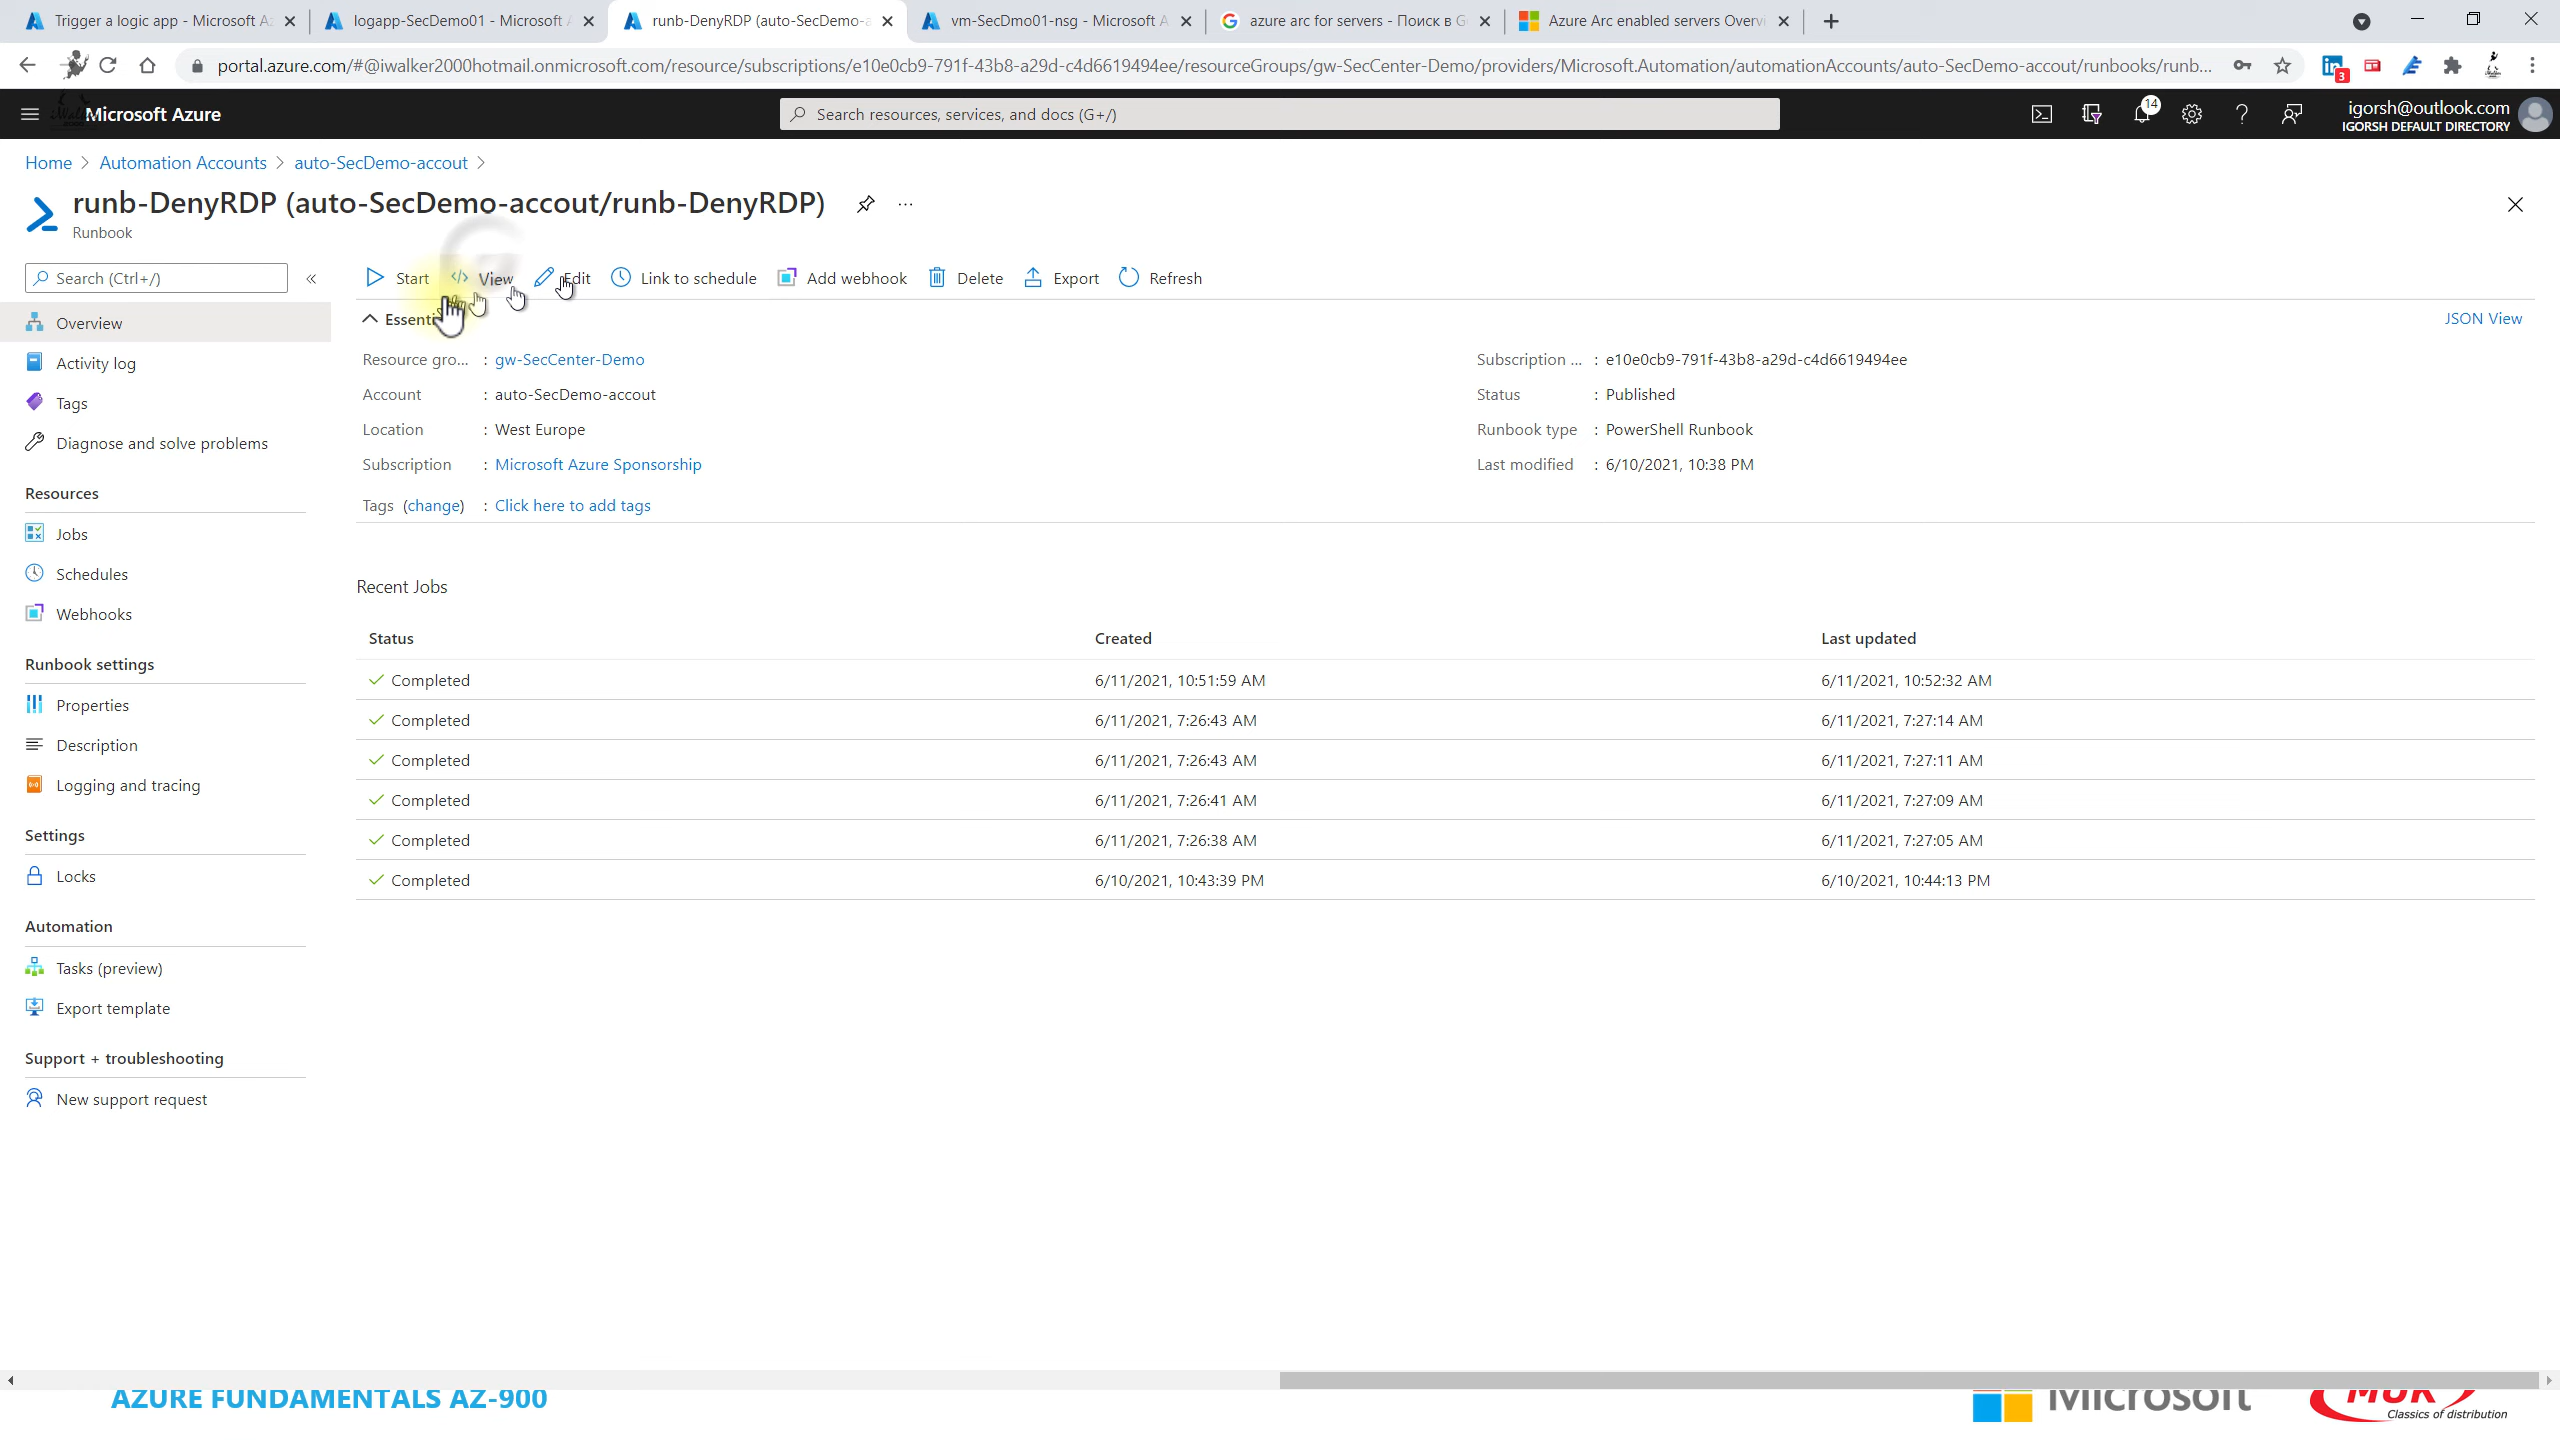 Trigger a logic app - Microsoft Az
logapp-SecDemo01 - Microsoft A
runb-DenyRDP (auto-SecDemo-a
vm-SecDmo01-nsg - Microsoft A
azure arc for servers - Поиск в G
Azure Arc enabled servers Overvi
portal.azure.com/#@iwalker2000hotmail.onmicrosoft.com/resource/subscriptions/e10e0cb9-791f-43b8-a29d-c4d6619494ee/resourceGroups/gw-SecCenter-Demo/providers/Microsoft.Automation/automationAccounts/auto-SecDemo-accout/runbooks/runb...
3
Microsoft Azure
Search resources, services, and docs (G+/)
14
igorsh@outlook.com
IGORSH DEFAULT DIRECTORY
Home > Automation Accounts > auto-SecDemo-accout >
runb-DenyRDP (auto-SecDemo-accout/runb-DenyRDP)
Runbook
Search (Ctrl+/)
Start View Edit Link to schedule Add webhook Delete Export Refresh
Essenti
JSON View
Overview
Activity log
Tags
Diagnose and solve problems
Resources
Jobs
Schedules
Webhooks
Runbook settings
Properties
Description
Logging and tracing
Settings
Locks
Automation
Tasks (preview)
Export template
Support + troubleshooting
New support request
Resource gro... : gw-SecCenter-Demo
Account : auto-SecDemo-accout
Location : West Europe
Subscription : Microsoft Azure Sponsorship
Tags (change) : Click here to add tags
Subscription ... : e10e0cb9-791f-43b8-a29d-c4d6619494ee
Status : Published
Runbook type : PowerShell Runbook
Last modified : 6/10/2021, 10:38 PM
Recent Jobs
Status Created Last updated
Completed 6/11/2021, 10:51:59 AM 6/11/2021, 10:52:32 AM
Completed 6/11/2021, 7:26:43 AM 6/11/2021, 7:27:14 AM
Completed 6/11/2021, 7:26:43 AM 6/11/2021, 7:27:11 AM
Completed 6/11/2021, 7:26:41 AM 6/11/2021, 7:27:09 AM
Completed 6/11/2021, 7:26:38 AM 6/11/2021, 7:27:05 AM
Completed 6/10/2021, 10:43:39 PM 6/10/2021, 10:44:13 PM
AZURE FUNDAMENTALS AZ-900
Microsoft
MUK
Classics of distribution